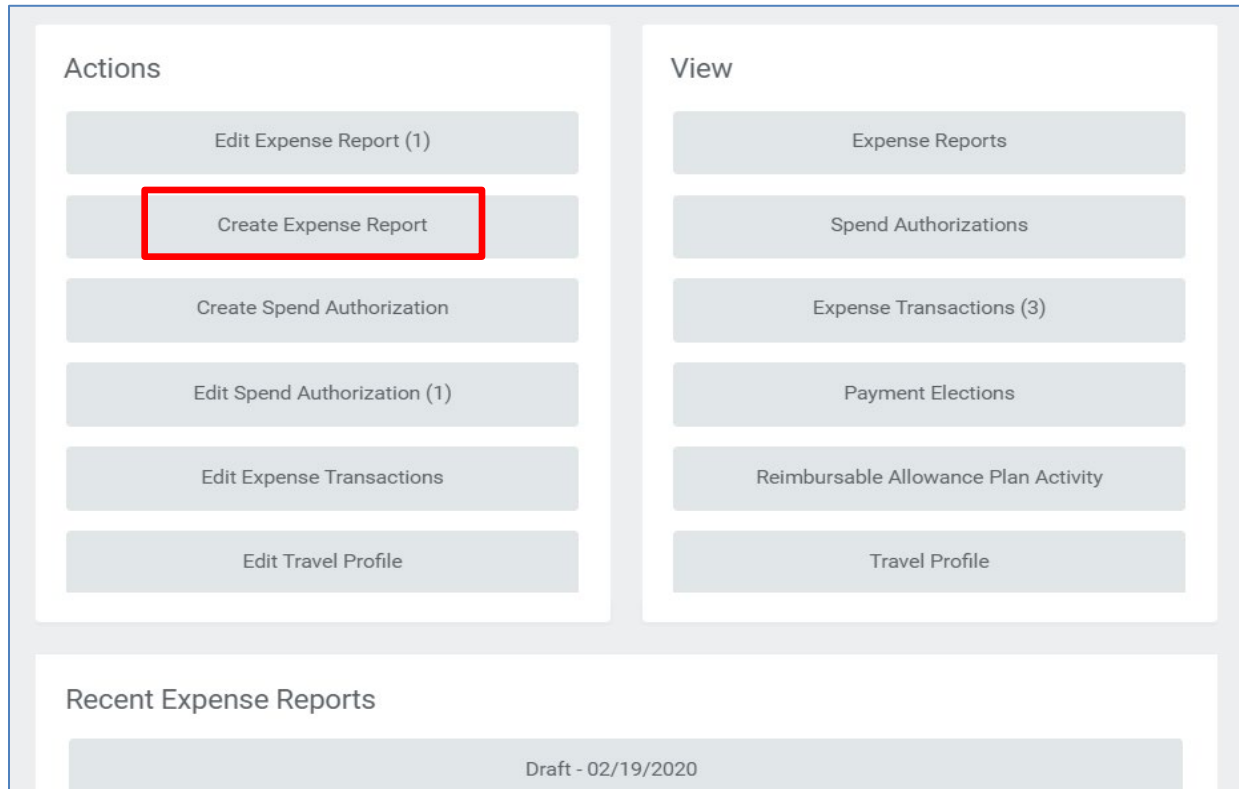 Actions
Edit Expense Report (1)
Create Expense Report
Create Spend Authorization
Edit Spend Authorization (1)
Edit Expense Transactions
Edit Travel Profile
View
Expense Reports
Spend Authorizations
Expense Transactions (3)
Payment Elections
Reimbursable Allowance Plan Activity
Travel Profile
Recent Expense Reports
Draft - 02/19/2020